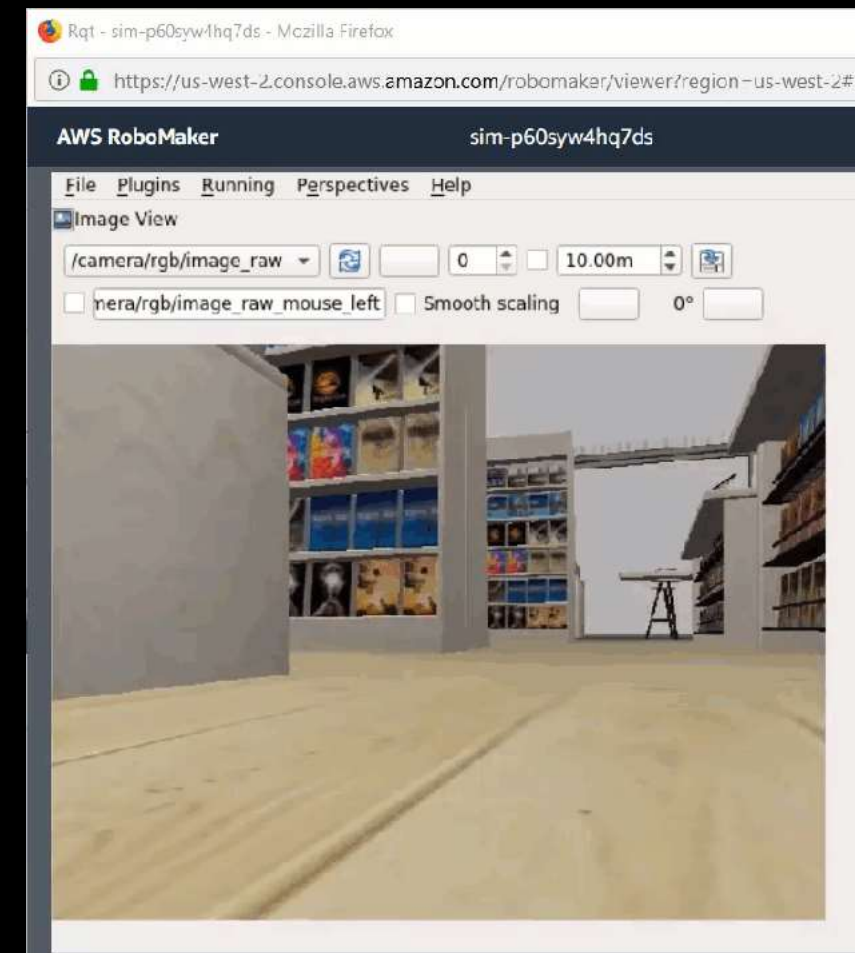 Rqt - sim-p60syw4hq7ds - Mozilla Firefox
https://us-west-2.console.aws.amazon.com/robomaker/viewer?region=us-west-2#
AWS RoboMaker sim-p60syw4hq7ds
File Plugins Running Perspectives Help
Image View
/camera/rgb/image_raw 0 10.00m
mera/rgb/image_raw_mouse_left Smooth scaling 0°